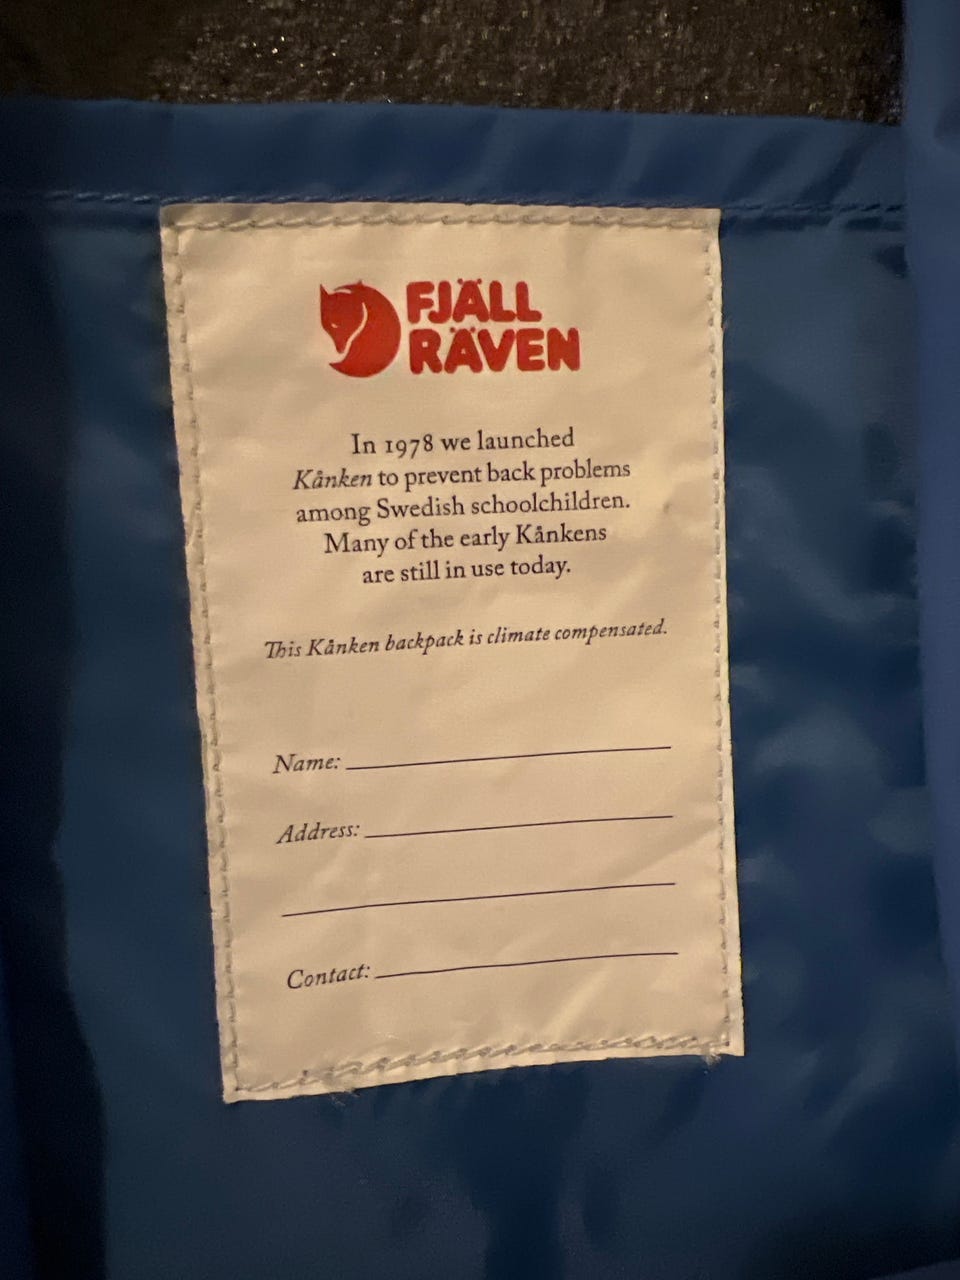 FJÄLL
RÄVEN
In 1978 we launched
Kånken to prevent back problems
among Swedish schoolchildren.
Many of the early Kånkens
are still in use today.
This Kånken backpack is climate compensated.
Name:
Address:
Contact: